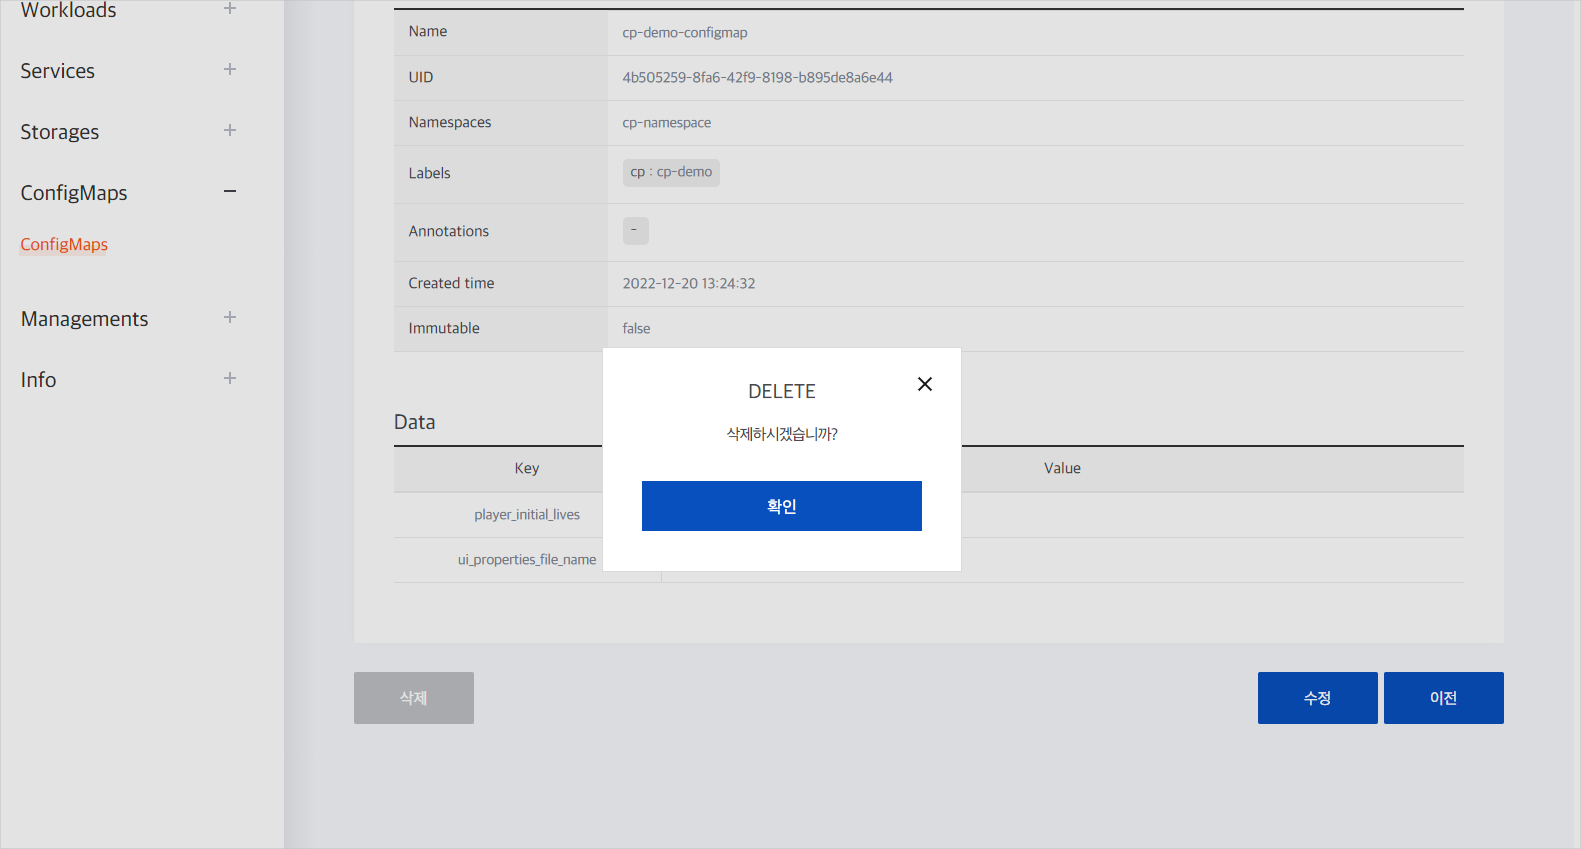 Workloads
Services
Storages
ConfigMaps
ConfigMaps
Managements
Info
Name cp-demo-configmap
UID 4b505259-8fa6-42f9-8198-b895de8a6e44
Namespaces cp-namespace
Labels cp : cp-demo
Annotations -
Created time 2022-12-20 13:24:32
Immutable false
DELETE
삭제하시겠습니까?
확인
Data
Key Value
player_initial_lives
ui_properties_file_name
삭제 수정 이전